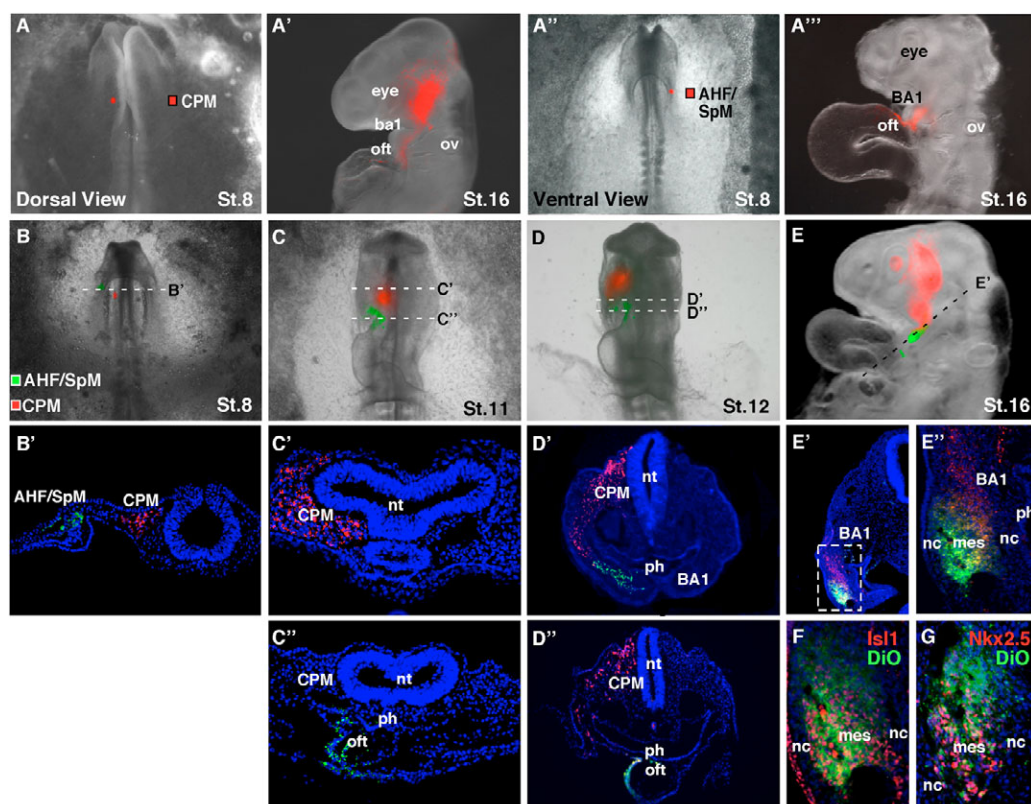 A
CPM
Dorsal View
St.8
A'
eye
ba1
oft
ov
St.16
A''
AHF/
SpM
Ventral View
St.8
A'''
eye
BA1
oft
ov
St.16
B
B'
AHF/SpM
CPM
St.8
C
C'
C''
St.11
D
D'
D''
St.12
E
E'
St.16
B'
AHF/SpM
CPM
C'
CPM
nt
D'
CPM
nt
ph
BA1
E'
BA1
E''
BA1
ph
nc
mes
nc
C''
CPM
nt
ph
oft
D''
nt
CPM
ph
oft
F
Isl1
DiO
mes
nc
nc
G
Nkx2.5
DiO
nc
mes